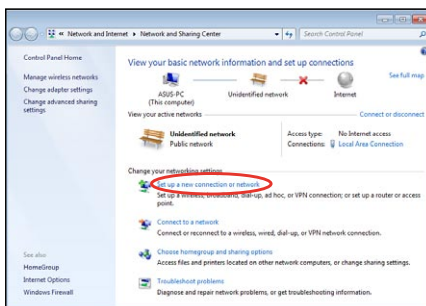 « Network and Internet ▸ Network and Sharing Center
Search Control Panel
Control Panel Home
Manage wireless networks
Change adapter settings
Change advanced sharing
settings
See also
HomeGroup
Internet Options
Windows Firewall
View your basic network information and set up connections
See full map
ASUS-PC
(This computer)
Unidentified network
Internet
View your active networks
Connect or disconnect
Unidentified network
Public network
Access type: No Internet access
Connections: Local Area Connection
Change your networking settings
Set up a new connection or network
Set up a wireless, broadband, dial-up, ad hoc, or VPN connection; or set up a router or access
point.
Connect to a network
Connect or reconnect to a wireless, wired, dial-up, or VPN network connection.
Choose homegroup and sharing options
Access files and printers located on other network computers, or change sharing settings.
Troubleshoot problems
Diagnose and repair network problems, or get troubleshooting information.